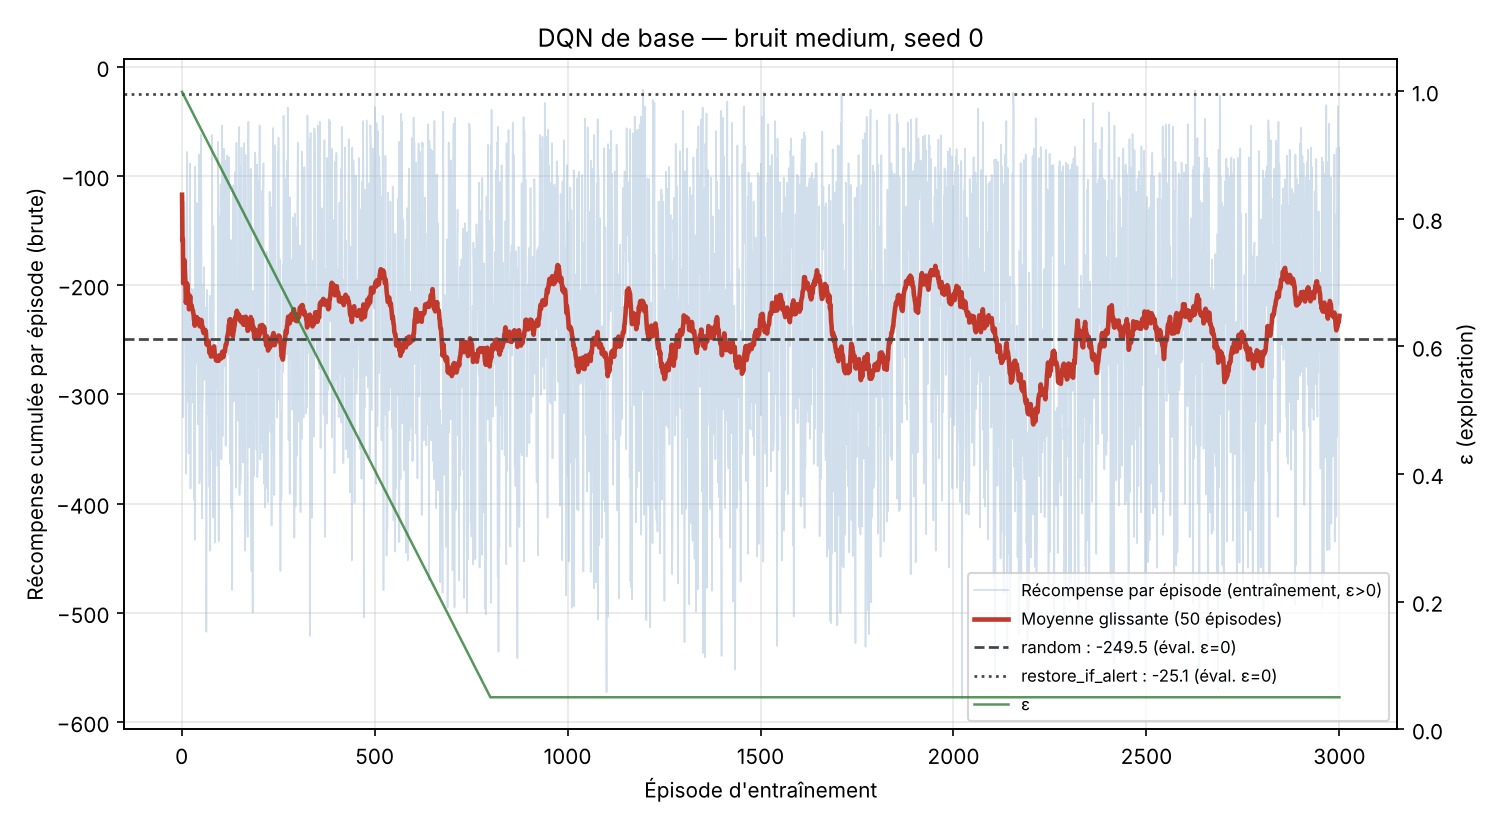 DQN de base — bruit medium, seed 0
Récompense cumulée par épisode (brute)
0
−100
−200
−300
−400
−500
−600
1.0
0.8
0.6
0.4
0.2
0.0
ε (exploration)
Récompense par épisode (entraînement, ε>0)
Moyenne glissante (50 épisodes)
random : -249.5 (éval. ε=0)
restore_if_alert : -25.1 (éval. ε=0)
ε
0 500 1000 1500 2000 2500 3000
Épisode d'entraînement